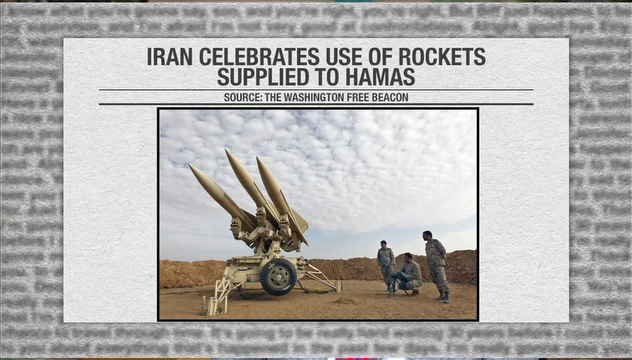 IRAN CELEBRATES USE OF ROCKETS
SUPPLIED TO HAMAS
SOURCE: THE WASHINGTON FREE BEACON